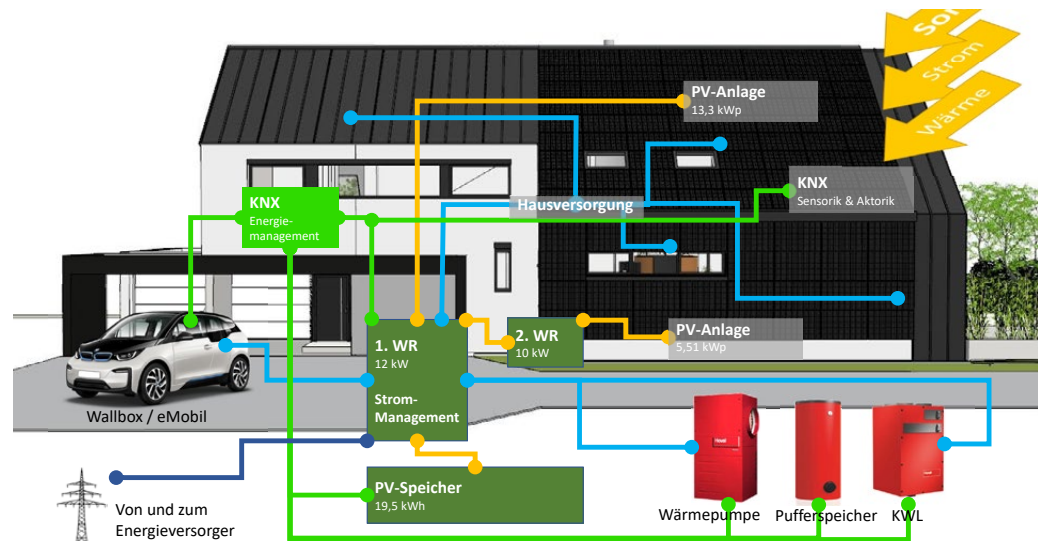 Strom
Wärme
PV-Anlage
13,3 kWp
KNX
Sensorik & Aktorik
KNX
Energie-
management
Hausversorgung
1. WR
12 kW
Strom-
Management
2. WR
10 kW
PV-Anlage
5,51 kWp
Wallbox / eMobil
PV-Speicher
19,5 kWh
Von und zum
Energieversorger
Wärmepumpe
Pufferspeicher
KWL